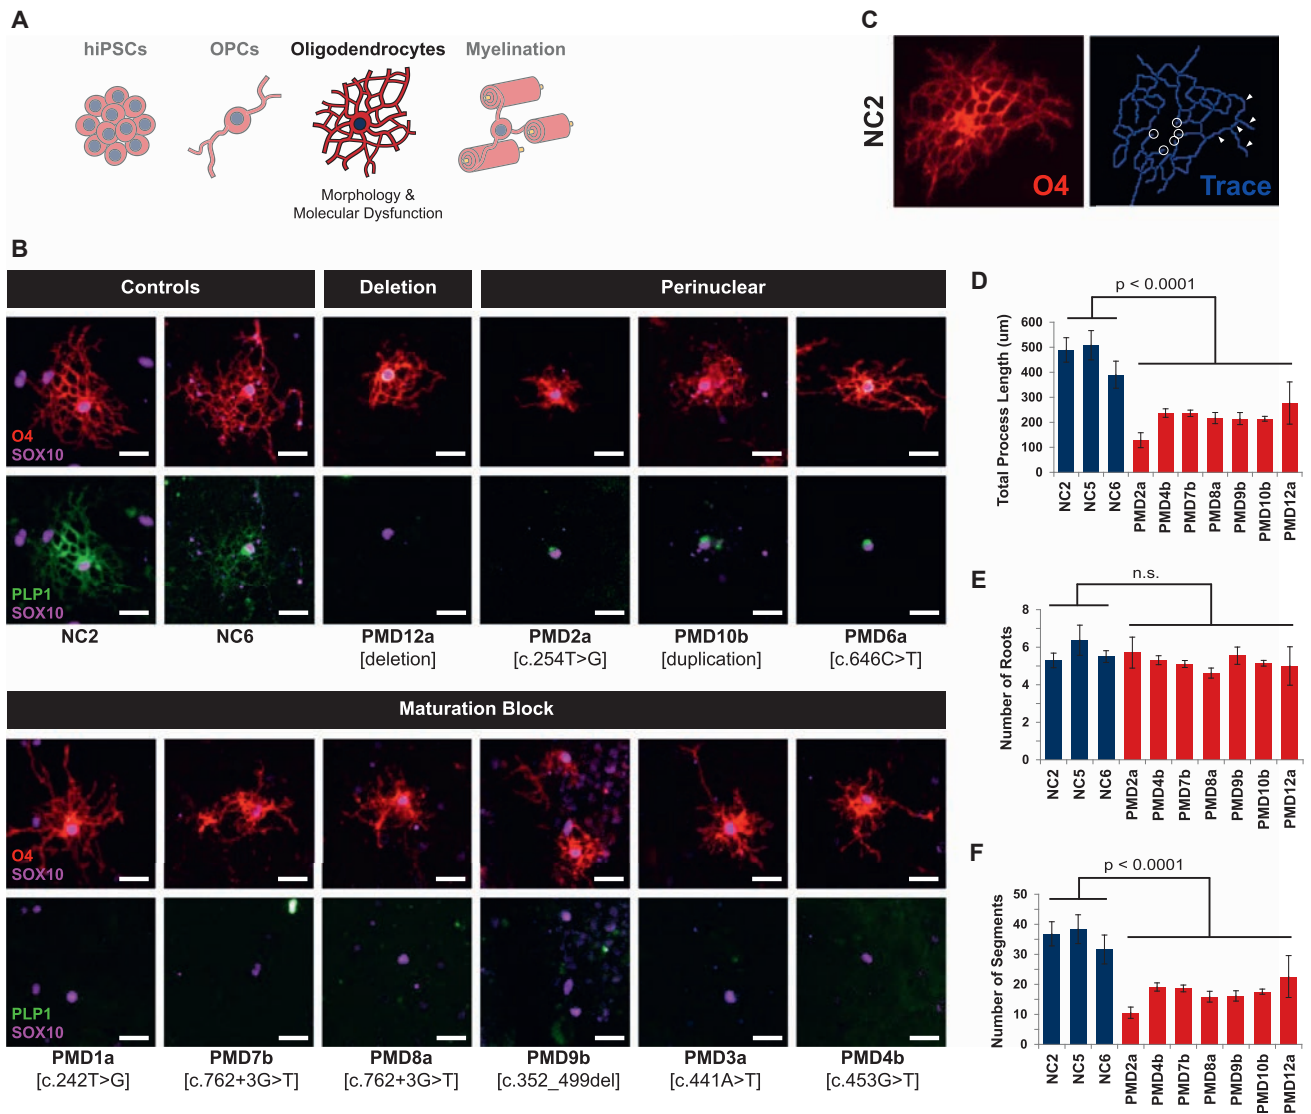 A
hiPSCs
OPCs
Oligodendrocytes
Myelination
Morphology &
Molecular Dysfunction
C
NC2
O4
Trace
B
Controls
Deletion
Perinuclear
O4
SOX10
PLP1
SOX10
NC2
NC6
PMD12a
[deletion]
PMD2a
[c.254T>G]
PMD10b
[duplication]
PMD6a
[c.646C>T]
Maturation Block
O4
SOX10
PLP1
SOX10
PMD1a
[c.242T>G]
PMD7b
[c.762+3G>T]
PMD8a
[c.762+3G>T]
PMD9b
[c.352_499del]
PMD3a
[c.441A>T]
PMD4b
[c.453G>T]
D
p < 0.0001
Total Process Length (um)
600
500
400
300
200
100
0
NC2
NC5
NC6
PMD2a
PMD4b
PMD7b
PMD8a
PMD9b
PMD10b
PMD12a
E
n.s.
Number of Roots
8
6
4
2
0
NC2
NC5
NC6
PMD2a
PMD4b
PMD7b
PMD8a
PMD9b
PMD10b
PMD12a
F
p < 0.0001
Number of Segments
50
40
30
20
10
0
NC2
NC5
NC6
PMD2a
PMD4b
PMD7b
PMD8a
PMD9b
PMD10b
PMD12a